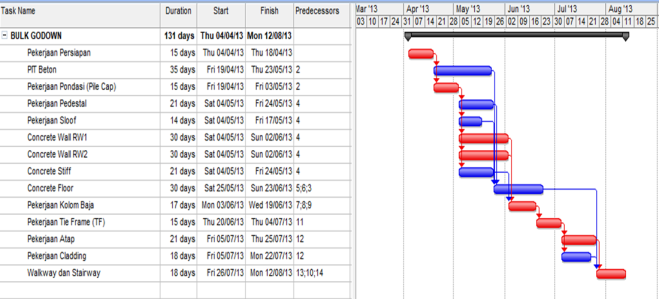 Task Name Duration Start Finish Predecessors Mar '13 Apr '13 May '13 Jun '13 Jul '13 Aug '13
03 10 17 24 31 07 14 21 28 05 12 19 26 02 09 16 23 30 07 14 21 28 04 11 18 25
BULK GODOWN 131 days Thu 04/04/13 Mon 12/08/13
Pekerjaan Persiapan 15 days Thu 04/04/13 Thu 18/04/13
PIT Beton 35 days Fri 19/04/13 Thu 23/05/13 2
Pekerjaan Pondasi (Pile Cap) 15 days Fri 19/04/13 Fri 03/05/13 2
Pekerjaan Pedestal 21 days Sat 04/05/13 Fri 24/05/13 4
Pekerjaan Sloof 14 days Sat 04/05/13 Fri 17/05/13 4
Concrete Wall RW1 30 days Sat 04/05/13 Sun 02/06/13 4
Concrete Wall RW2 30 days Sat 04/05/13 Sun 02/06/13 4
Concrete Stiff 21 days Sat 04/05/13 Fri 24/05/13 4
Concrete Floor 30 days Sat 25/05/13 Sun 23/06/13 5;6;3
Pekerjaan Kolom Baja 17 days Mon 03/06/13 Wed 19/06/13 7;8;9
Pekerjaan Tie Frame (TF) 15 days Thu 20/06/13 Thu 04/07/13 11
Pekerjaan Atap 21 days Fri 05/07/13 Thu 25/07/13 12
Pekerjaan Cladding 18 days Fri 05/07/13 Mon 22/07/13 12
Walkway dan Stairway 18 days Fri 26/07/13 Mon 12/08/13 13;10;14